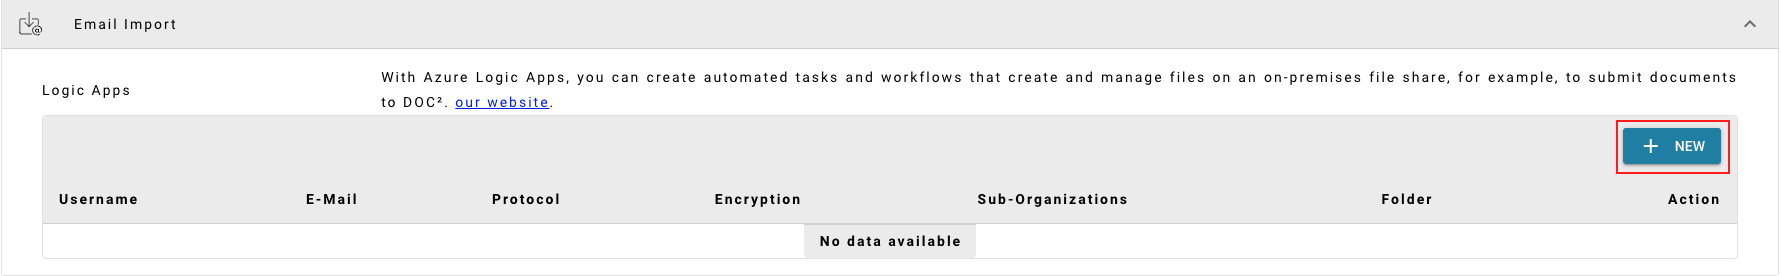 Email Import
Logic Apps
With Azure Logic Apps, you can create automated tasks and workflows that create and manage files on an on-premises file share, for example, to submit documents
to DOC². our website.
NEW
Username E-Mail Protocol Encryption Sub-Organizations Folder Action
No data available